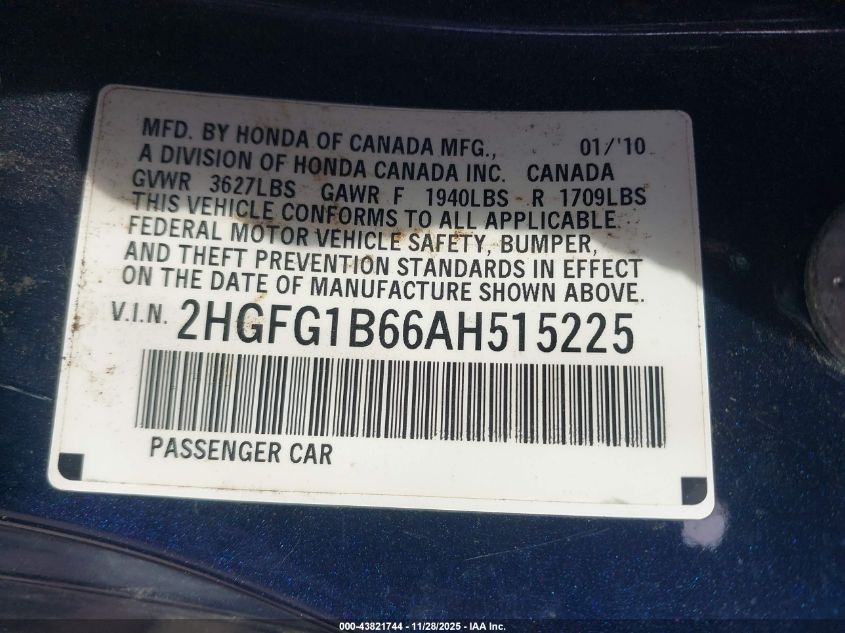 MFD. BY HONDA OF CANADA MFG., 01/'10
A DIVISION OF HONDA CANADA INC. CANADA
GVWR 3627LBS GAWR F 1940LBS R 1709LBS
THIS VEHICLE CONFORMS TO ALL APPLICABLE
FEDERAL MOTOR VEHICLE SAFETY, BUMPER,
AND THEFT PREVENTION STANDARDS IN EFFECT
ON THE DATE OF MANUFACTURE SHOWN ABOVE.
V.I.N. 2HGFG1B66AH515225
PASSENGER CAR
000-43821744 - 11/28/2025 - IAA Inc.